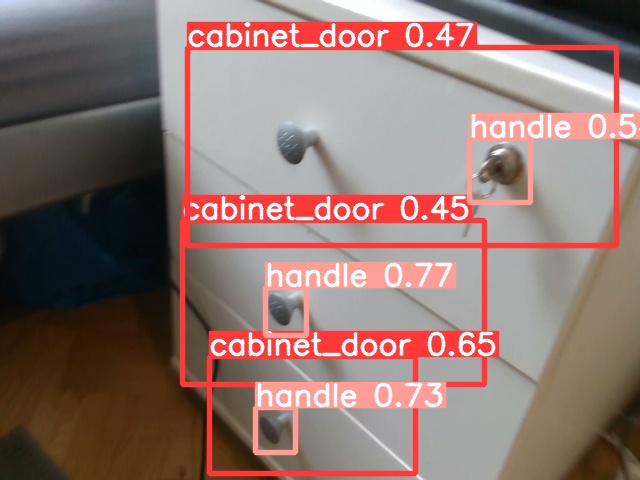 cabinet_door 0.47
handle 0.5
cabinet_door 0.45
handle 0.77
cabinet_door 0.65
handle 0.73